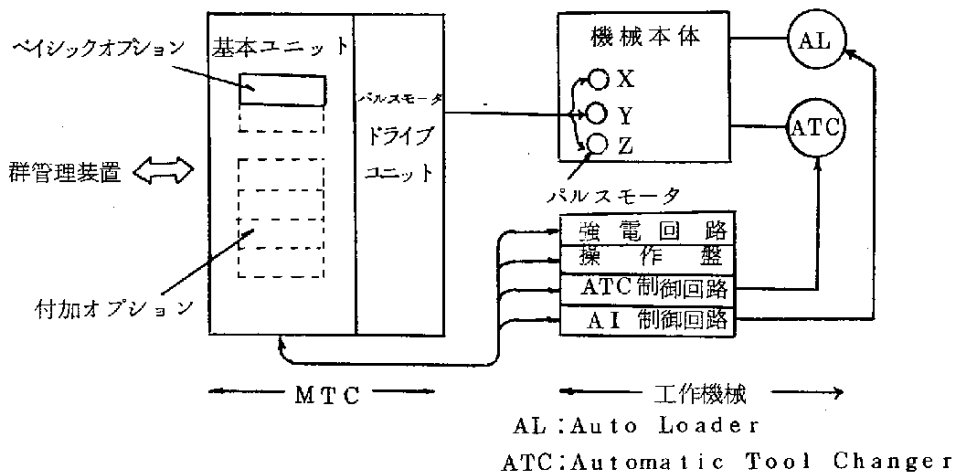 ベイシックオプション
基本ユニット
パルスモータ
ドライブ
ユニット
群管理装置
付加オプション
機械本体
X
Y
Z
パルスモータ
AL
ATC
強電回路
操作盤
ATC制御回路
AI制御回路
MTC
工作機械
AL:Auto Loader
ATC:Automatic Tool Changer